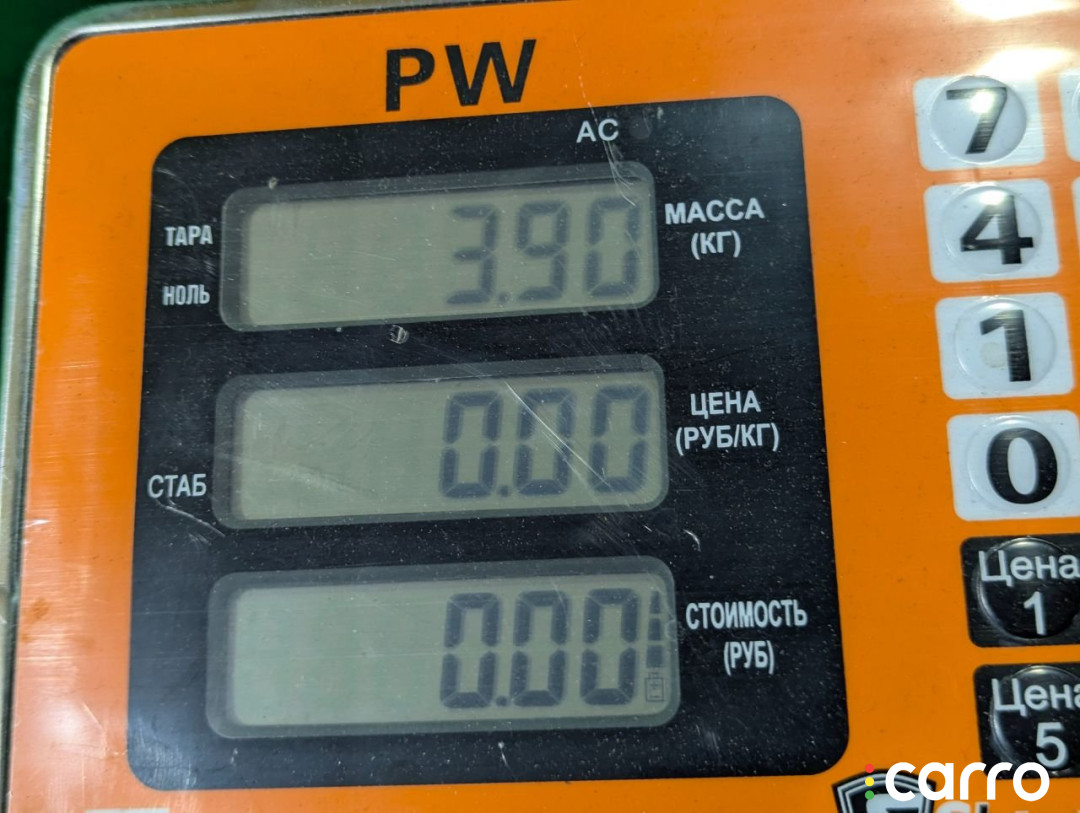 PW
AC
ТАРА
НОЛЬ
3.90
МАССА
(КГ)
СТАБ
0.00
ЦЕНА
(РУБ/КГ)
0.00
СТОИМОСТЬ
(РУБ)
7
4
1
0
Цена
1
Цена
5
carro